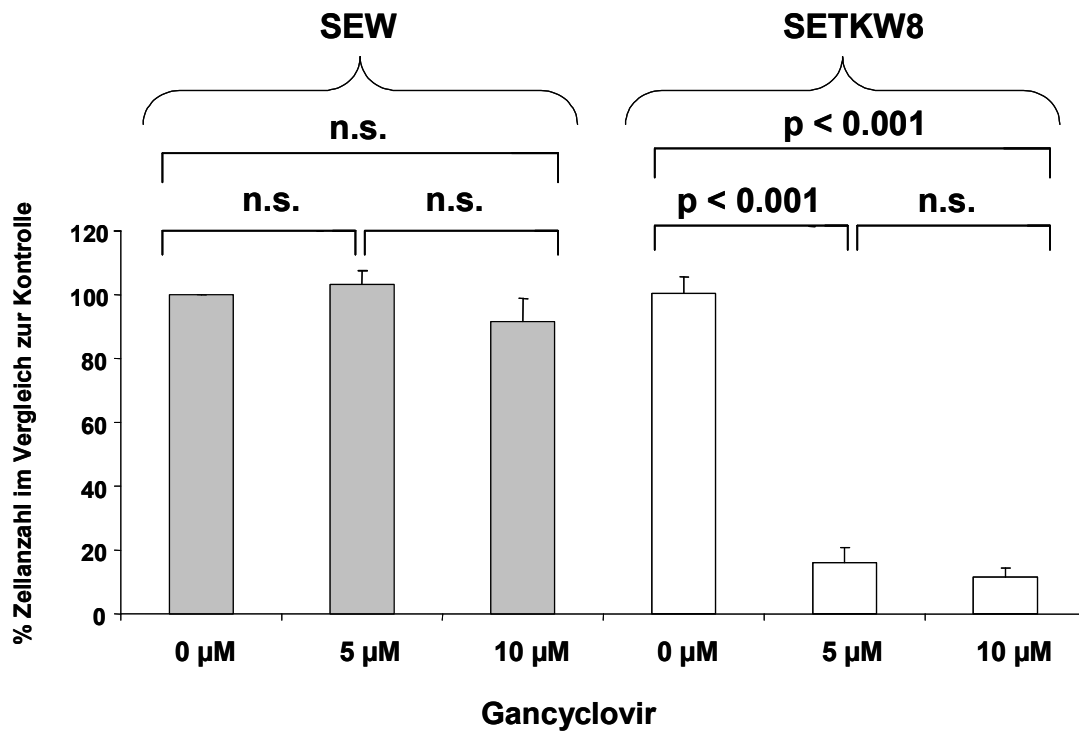 SEW SETKW8
n.s. p < 0.001
n.s. n.s. p < 0.001 n.s.
% Zellanzahl im Vergleich zur Kontrolle
120
100
80
60
40
20
0
0 µM 5 µM 10 µM 0 µM 5 µM 10 µM
Gancyclovir